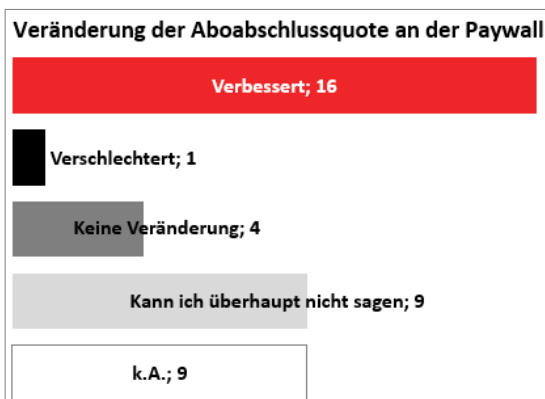 Veränderung der Aboabschlussquote an der Paywall
Verbessert; 16
Verschlechtert; 1
Keine Veränderung; 4
Kann ich überhaupt nicht sagen; 9
k.A.; 9